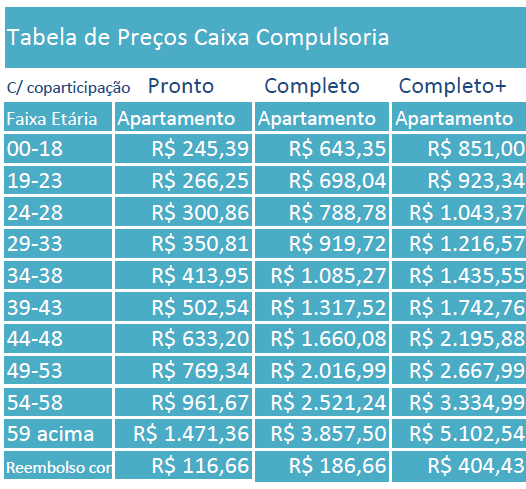 Tabela de Preços Caixa Compulsoria
C/ coparticipação Pronto Completo Completo+
Faixa Etária Apartamento Apartamento Apartamento
00-18 R$ 245,39 R$ 643,35 R$ 851,00
19-23 R$ 266,25 R$ 698,04 R$ 923,34
24-28 R$ 300,86 R$ 788,78 R$ 1.043,37
29-33 R$ 350,81 R$ 919,72 R$ 1.216,57
34-38 R$ 413,95 R$ 1.085,27 R$ 1.435,55
39-43 R$ 502,54 R$ 1.317,52 R$ 1.742,76
44-48 R$ 633,20 R$ 1.660,08 R$ 2.195,88
49-53 R$ 769,34 R$ 2.016,99 R$ 2.667,99
54-58 R$ 961,67 R$ 2.521,24 R$ 3.334,99
59 acima R$ 1.471,36 R$ 3.857,50 R$ 5.102,54
Reembolso con R$ 116,66 R$ 186,66 R$ 404,43